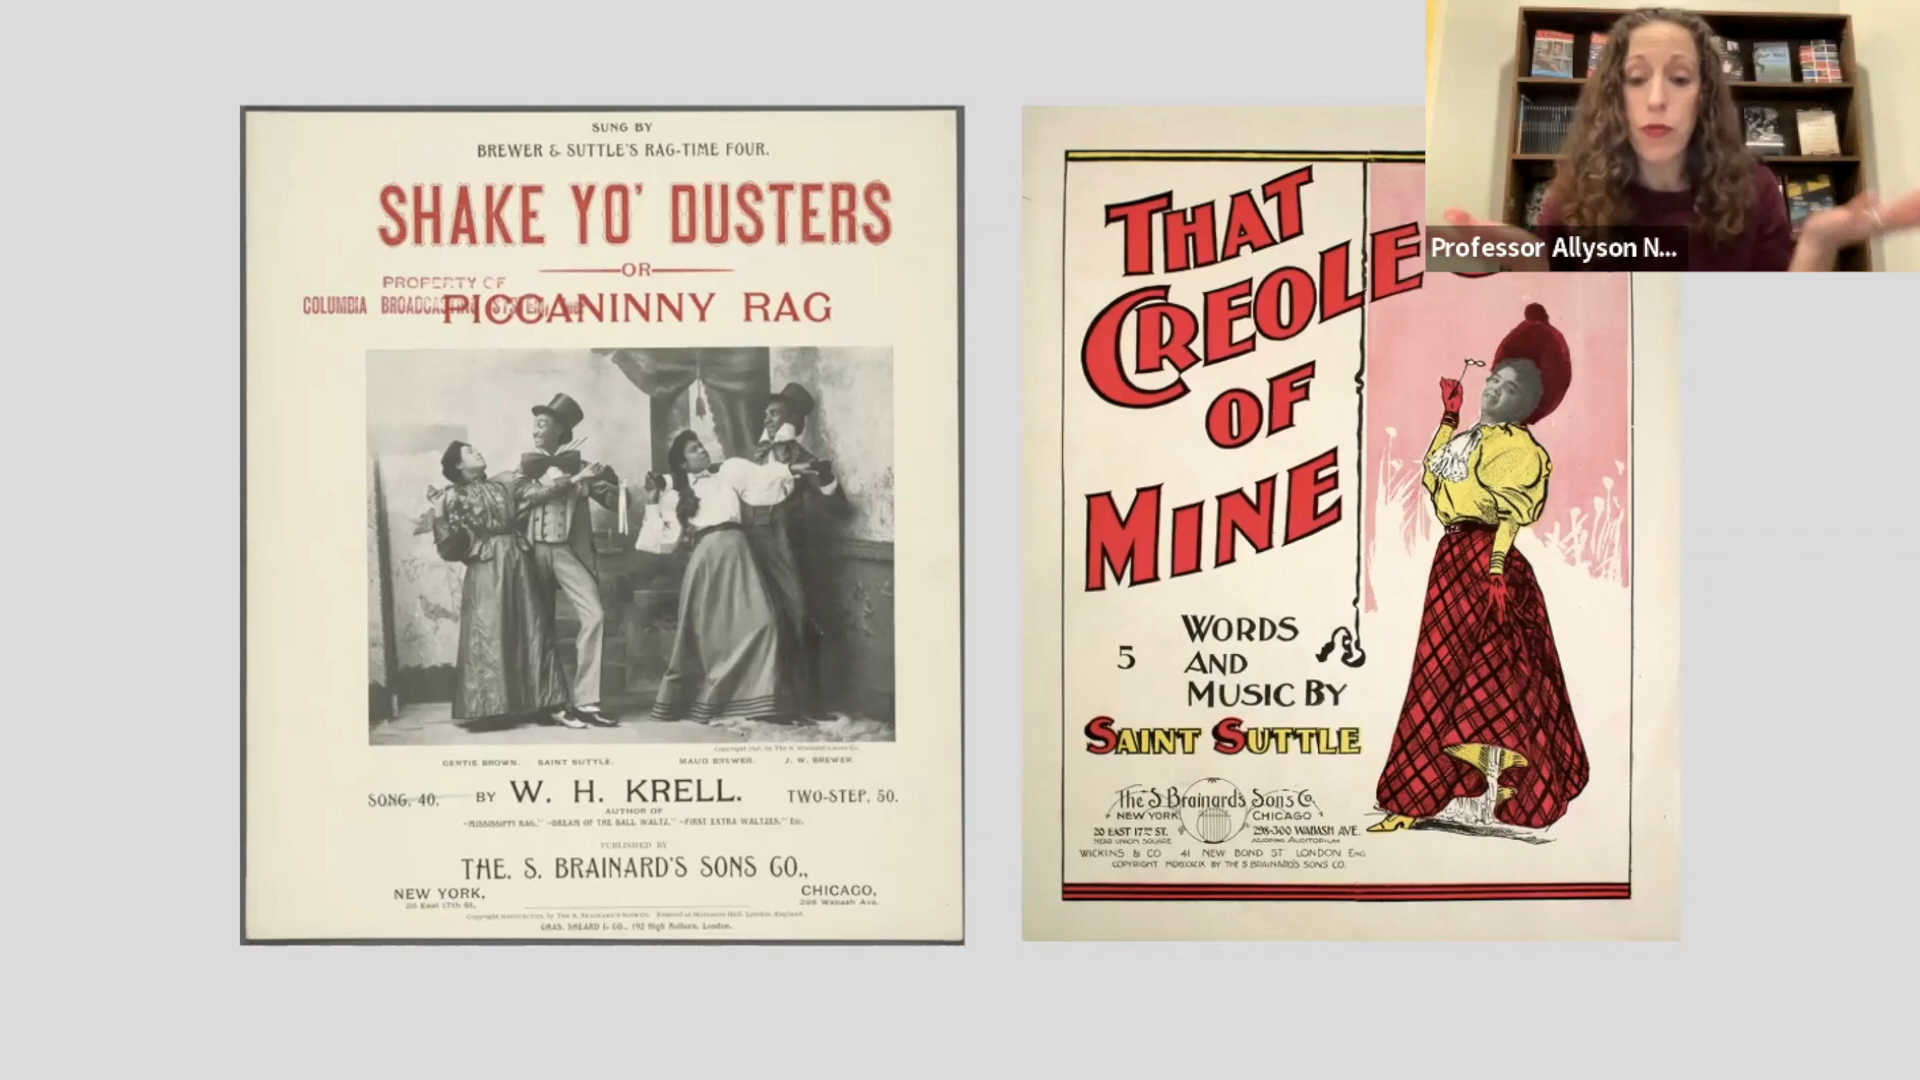 SUNG BY
BREWER & SUTTLE'S RAG-TIME FOUR.
SHAKE YO' DUSTERS
OR
PROPERTY OF
COLUMBIA BROADCASTING SYSTEM, Inc.
PICCANINNY RAG
GERTIE BROWN. SAINT SUTTLE. MAUD BREWER. J. W. BREWER.
SONG, 40. BY W. H. KRELL. TWO-STEP, 50.
AUTHOR OF
"MISSISSIPPI RAG," "DREAM OF THE BALL WALTZ," "FIRST EXTRA WALTZES," Etc.
PUBLISHED BY
THE. S. BRAINARD'S SONS CO.,
NEW YORK, CHICAGO,
20 East 17th St. 298 Wabash Ave.
CHAS. SHEARD & CO., 192 High Holborn, London.
THAT
CREOLE
OF
MINE
5
WORDS
AND
MUSIC BY
SAINT SUTTLE
The S Brainard's Sons Co.
NEW YORK CHICAGO
20 EAST 17TH ST. 298-300 WABASH AVE.
NEAR UNION SQUARE ADJOINING AUDITORIUM
WICKINS & CO 41 NEW BOND ST LONDON ENG
COPYRIGHT MDCCCXCIX BY THE S BRAINARD'S SONS CO.
Professor Allyson N...